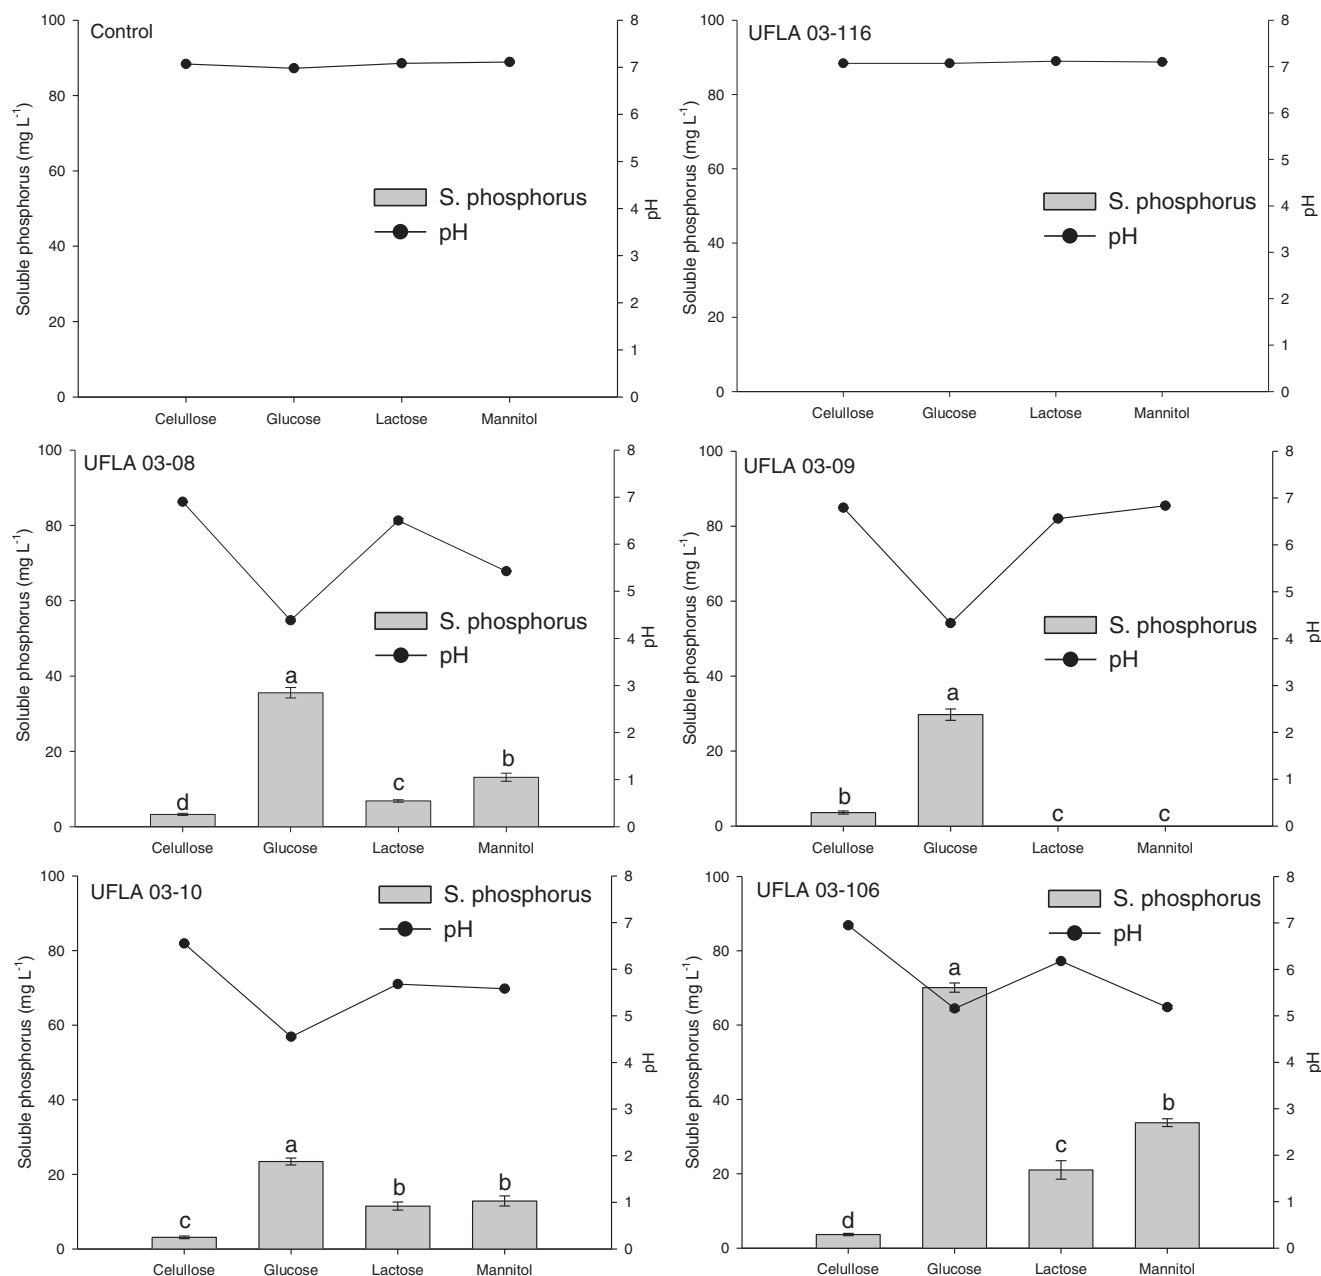 Control
100
80
60
40
20
0
Soluble phosphorus (mg L⁻¹)
8
7
6
5
4
3
2
1
0
pH
S. phosphorus
pH
Celullose Glucose Lactose Mannitol
UFLA 03-116
100
80
60
40
20
0
Soluble phosphorus (mg L⁻¹)
8
7
6
5
4
3
2
1
0
pH
S. phosphorus
pH
Celullose Glucose Lactose Mannitol
UFLA 03-08
100
80
60
40
20
0
Soluble phosphorus (mg L⁻¹)
8
7
6
5
4
3
2
1
0
pH
S. phosphorus
pH
d a c b
Celullose Glucose Lactose Mannitol
UFLA 03-09
100
80
60
40
20
0
Soluble phosphorus (mg L⁻¹)
8
7
6
5
4
3
2
1
0
pH
S. phosphorus
pH
b a c c
Celullose Glucose Lactose Mannitol
UFLA 03-10
100
80
60
40
20
0
Soluble phosphorus (mg L⁻¹)
8
7
6
5
4
3
2
1
0
pH
S. phosphorus
pH
c a b b
Celullose Glucose Lactose Mannitol
UFLA 03-106
100
80
60
40
20
0
Soluble phosphorus (mg L⁻¹)
8
7
6
5
4
3
2
1
0
pH
S. phosphorus
pH
d a c b
Celullose Glucose Lactose Mannitol